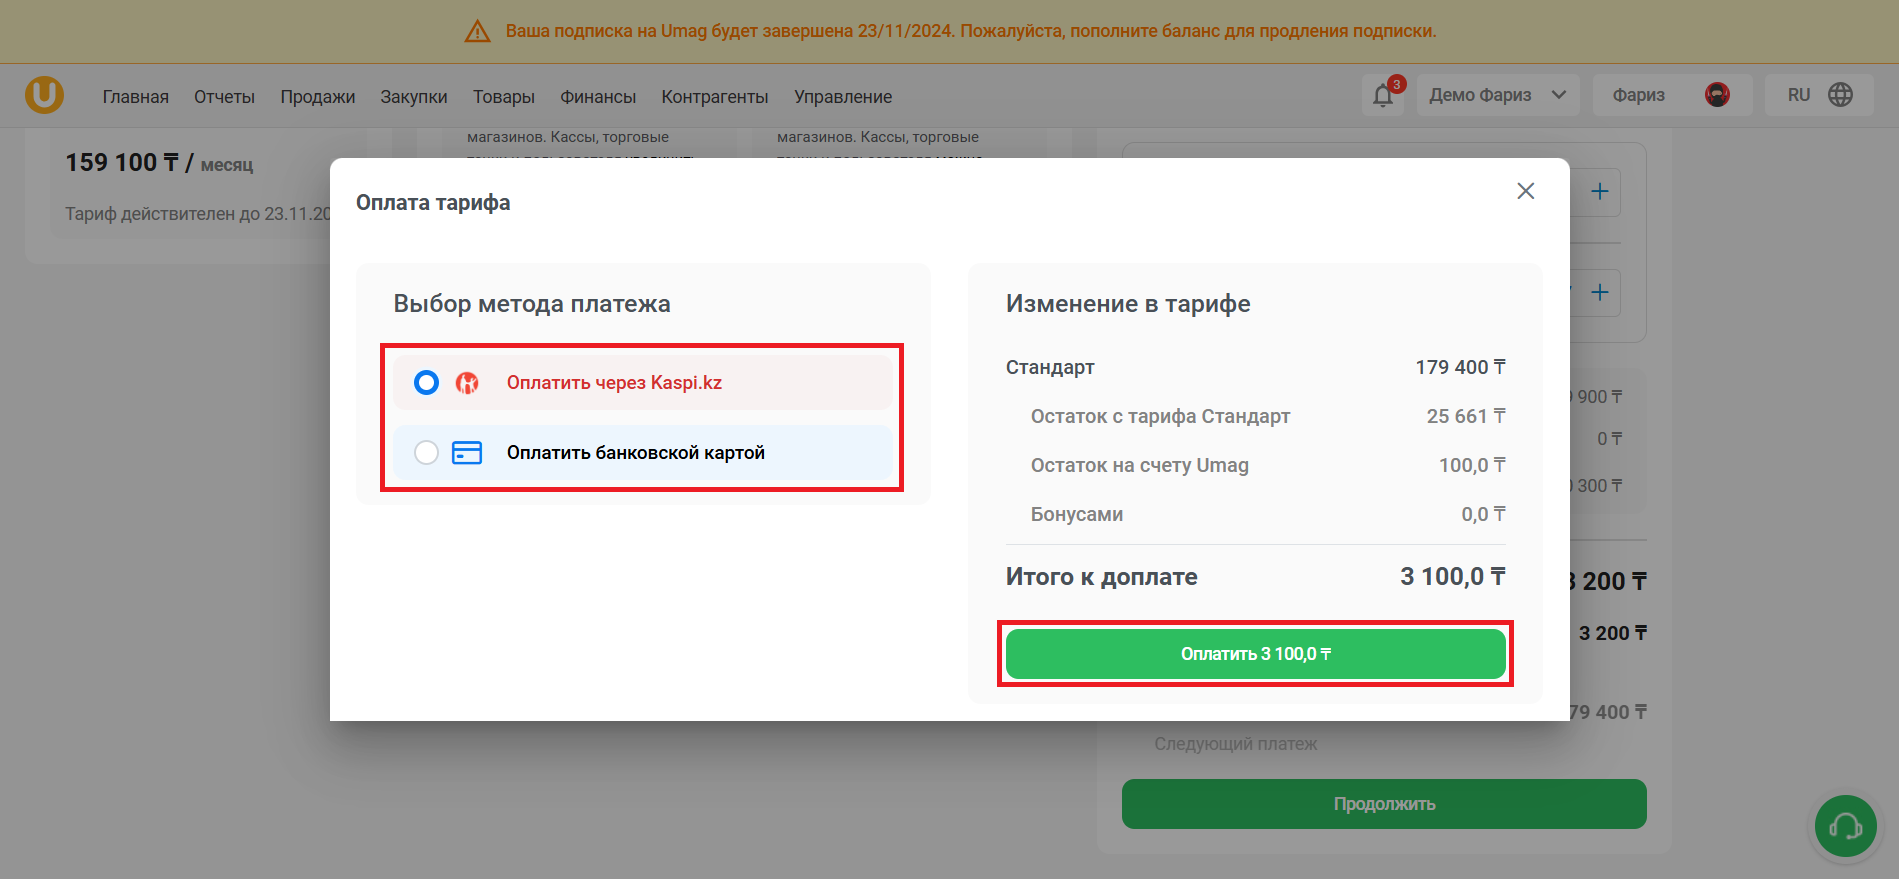 Ваша подписка на Umag будет завершена 23/11/2024. Пожалуйста, пополните баланс для продления подписки.
Главная Отчеты Продажи Закупки Товары Финансы Контрагенты Управление 3 Демо Фариз Фариз RU
магазинов. Кассы, торговые магазинов. Кассы, торговые
159 100 ₸ / месяц
Тариф действителен до 23.11.20
Оплата тарифа
Выбор метода платежа
Оплатить через Kaspi.kz
Оплатить банковской картой
Изменение в тарифе
Стандарт 179 400 ₸
Остаток с тарифа Стандарт 25 661 ₸
Остаток на счету Umag 100,0 ₸
Бонусами 0,0 ₸
Итого к доплате 3 100,0 ₸
Оплатить 3 100,0 ₸
900 ₸
0 ₸
300 ₸
3 200 ₸
3 200 ₸
79 400 ₸
Следующий платеж
Продолжить